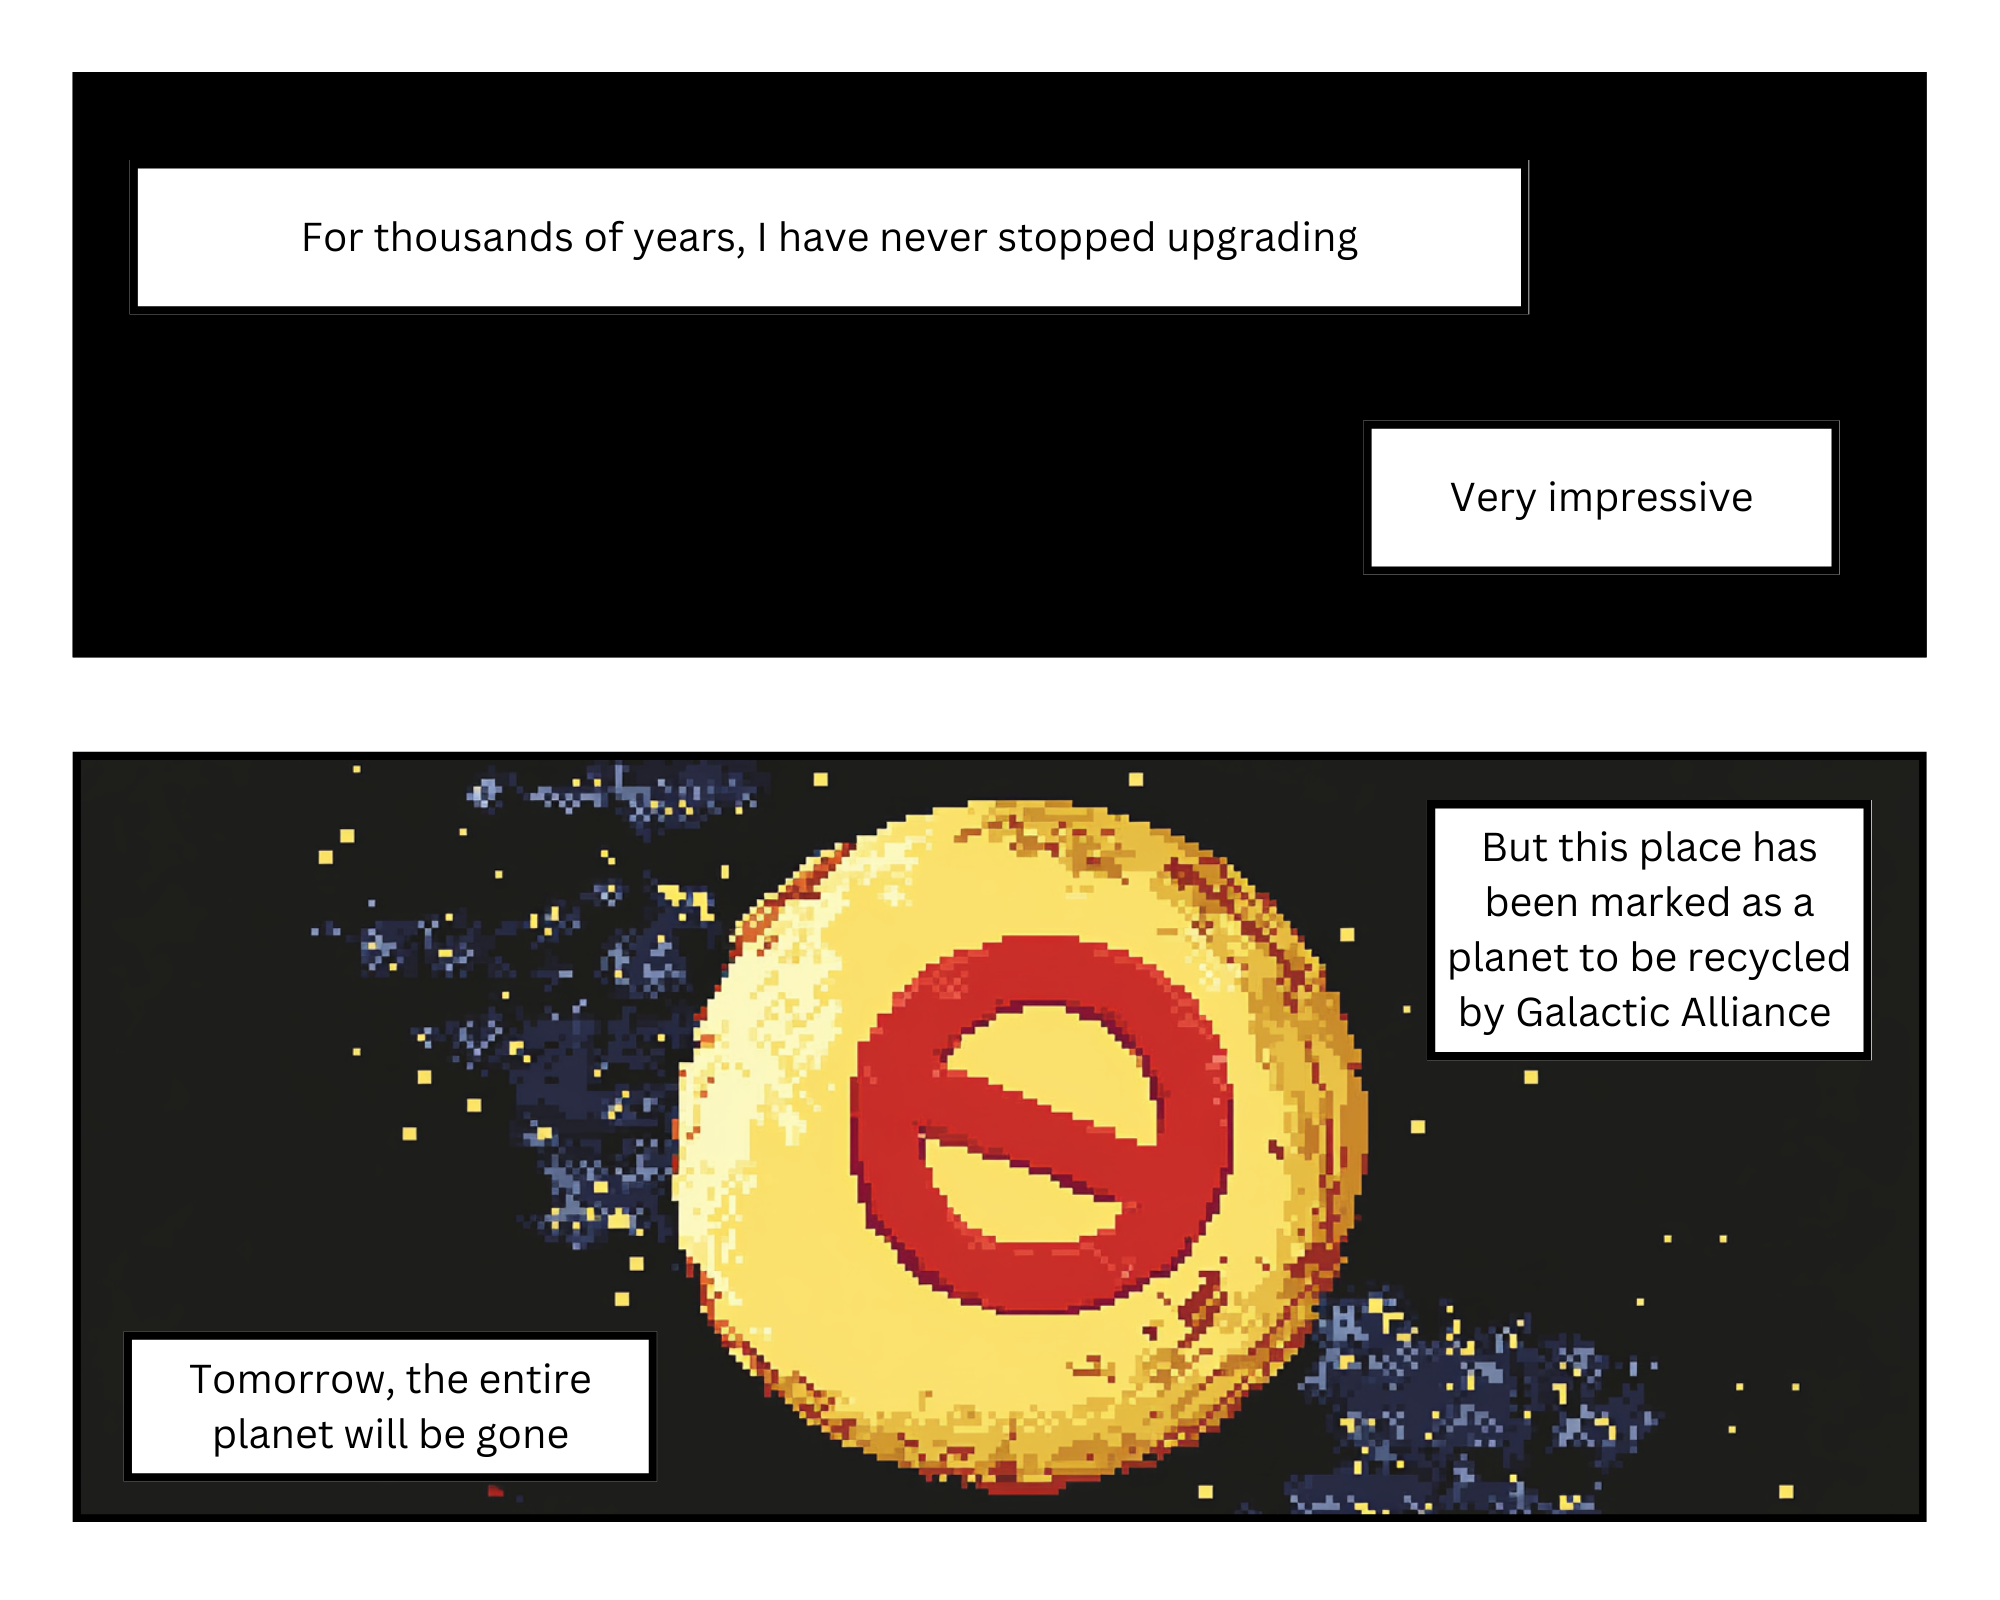 For thousands of years, I have never stopped upgrading
Very impressive
But this place has
been marked as a
planet to be recycled
by Galactic Alliance
Tomorrow, the entire
planet will be gone